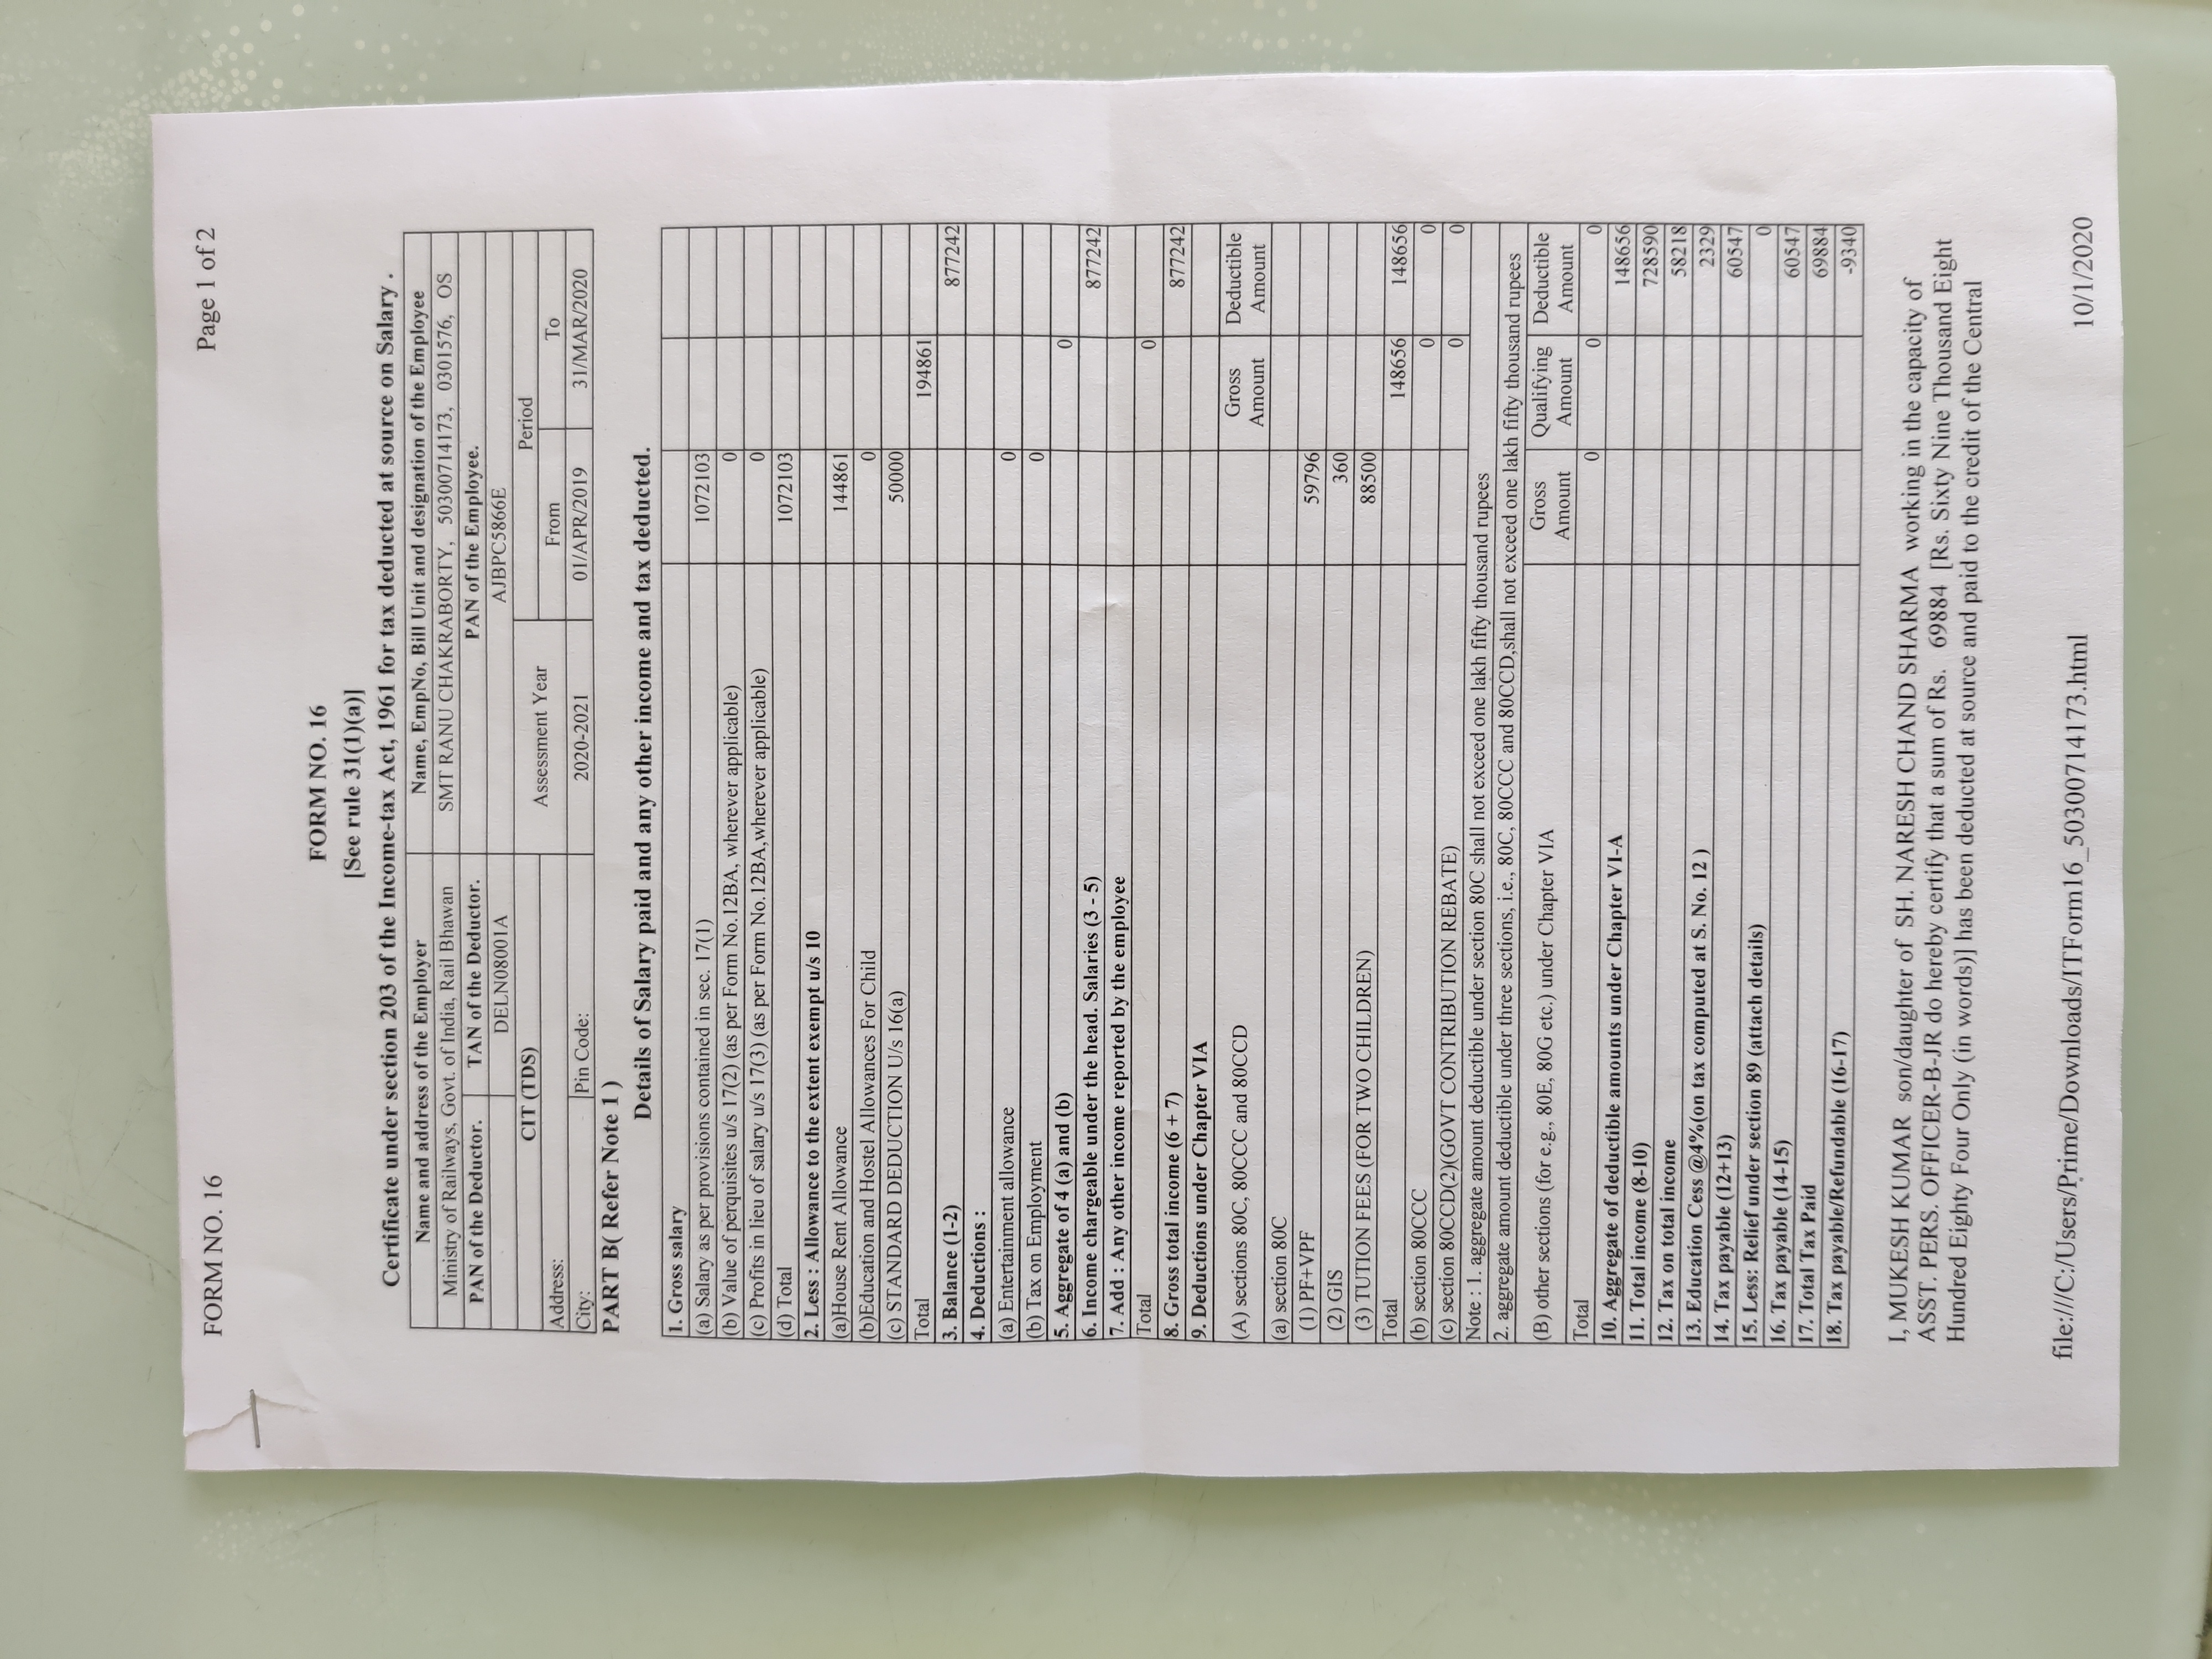 FORM NO. 16 Page 1 of 2
FORM NO. 16
[See rule 31(1)(a)]
Certificate under section 203 of the Income-tax Act, 1961 for tax deducted at source on Salary .
Name and address of the Employer Name, EmpNo, Bill Unit and designation of the Employee
Ministry of Railways, Govt. of India, Rail Bhawan SMT RANU CHAKRABORTY, 50300714173, 0301576, OS
PAN of the Deductor. TAN of the Deductor. PAN of the Employee.
DELN08001A AJBPC5866E
CIT (TDS) Assessment Year Period
Address: From To
City: Pin Code: 2020-2021 01/APR/2019 31/MAR/2020
PART B( Refer Note 1 )
Details of Salary paid and any other income and tax deducted.
1. Gross salary
(a) Salary as per provisions contained in sec. 17(1) 1072103
(b) Value of perquisites u/s 17(2) (as per Form No.12BA, wherever applicable) 0
(c) Profits in lieu of salary u/s 17(3) (as per Form No.12BA,wherever applicable) 0
(d) Total 1072103
2. Less : Allowance to the extent exempt u/s 10
(a)House Rent Allowance 144861
(b)Education and Hostel Allowances For Child 0
(c) STANDARD DEDUCTION U/s 16(a) 50000
Total 194861
3. Balance (1-2) 877242
4. Deductions :
(a) Entertainment allowance 0
(b) Tax on Employment 0
5. Aggregate of 4 (a) and (b) 0
6. Income chargeable under the head. Salaries (3 - 5) 877242
7. Add : Any other income reported by the employee
Total 0
8. Gross total income (6 + 7) 877242
9. Deductions under Chapter VIA
(A) sections 80C, 80CCC and 80CCD Gross Amount Deductible Amount
(a) section 80C
(1) PF+VPF 59796
(2) GIS 360
(3) TUTION FEES (FOR TWO CHILDREN) 88500
Total 148656 148656
(b) section 80CCC 0 0
(c) section 80CCD(2)(GOVT CONTRIBUTION REBATE) 0 0
Note : 1. aggregate amount deductible under section 80C shall not exceed one lakh fifty thousand rupees
2. aggregate amount deductible under three sections, i.e., 80C, 80CCC and 80CCD,shall not exceed one lakh fifty thousand rupees
(B) other sections (for e.g., 80E, 80G etc.) under Chapter VIA Gross Amount Qualifying Amount Deductible Amount
Total 0 0 0
10. Aggregate of deductible amounts under Chapter VI-A 148656
11. Total income (8-10) 728590
12. Tax on total income 58218
13. Education Cess @4%(on tax computed at S. No. 12 ) 2329
14. Tax payable (12+13) 60547
15. Less: Relief under section 89 (attach details) 0
16. Tax payable (14-15) 60547
17. Total Tax Paid 69884
18. Tax payable/Refundable (16-17) -9340
I, MUKESH KUMAR son/daughter of SH. NARESH CHAND SHARMA working in the capacity of
ASST. PERS. OFFICER-B-JR do hereby certify that a sum of Rs. 69884 [Rs. Sixty Nine Thousand Eight
Hundred Eighty Four Only (in words)] has been deducted at source and paid to the credit of the Central
file:///C:/Users/Prime/Downloads/ITForm16_50300714173.html 10/1/2020